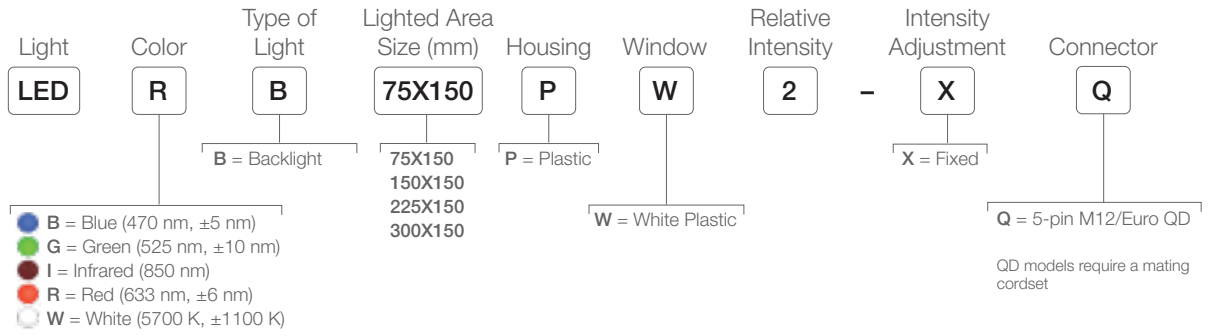 Light
Color
Type of
Light
Lighted Area
Size (mm)
Housing
Window
Relative
Intensity
Intensity
Adjustment
Connector
LED
R
B
75X150
P
W
2
–
X
Q
B = Backlight
75X150
150X150
225X150
300X150
P = Plastic
X = Fixed
B = Blue (470 nm, ±5 nm)
G = Green (525 nm, ±10 nm)
I = Infrared (850 nm)
R = Red (633 nm, ±6 nm)
W = White (5700 K, ±1100 K)
W = White Plastic
Q = 5-pin M12/Euro QD
QD models require a mating
cordset